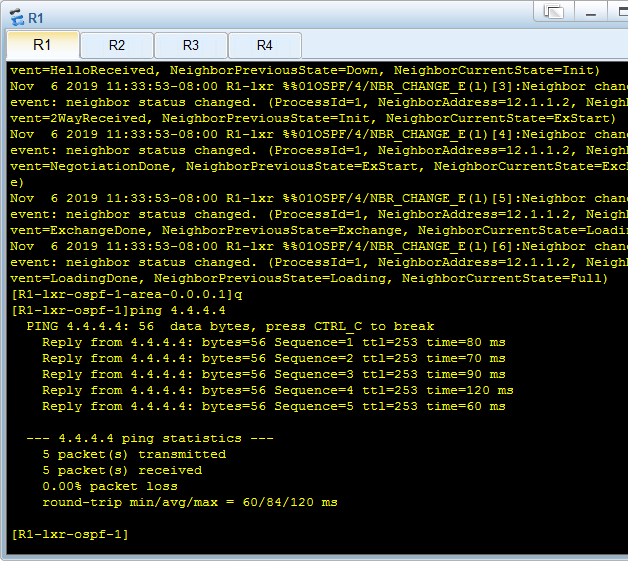 R1
R1 R2 R3 R4
vent=HelloReceived, NeighborPreviousState=Down, NeighborCurrentState=Init)
Nov  6 2019 11:33:53-08:00 R1-lxr %%01OSPF/4/NBR_CHANGE_E(l)[3]:Neighbor chan
event: neighbor status changed. (ProcessId=1, NeighborAddress=12.1.1.2, Neigh
vent=2WayReceived, NeighborPreviousState=Init, NeighborCurrentState=ExStart)
Nov  6 2019 11:33:53-08:00 R1-lxr %%01OSPF/4/NBR_CHANGE_E(l)[4]:Neighbor chan
event: neighbor status changed. (ProcessId=1, NeighborAddress=12.1.1.2, Neigh
vent=NegotiationDone, NeighborPreviousState=ExStart, NeighborCurrentState=Exc
e)
Nov  6 2019 11:33:53-08:00 R1-lxr %%01OSPF/4/NBR_CHANGE_E(l)[5]:Neighbor chan
event: neighbor status changed. (ProcessId=1, NeighborAddress=12.1.1.2, Neigh
vent=ExchangeDone, NeighborPreviousState=Exchange, NeighborCurrentState=Loadi
Nov  6 2019 11:33:53-08:00 R1-lxr %%01OSPF/4/NBR_CHANGE_E(l)[6]:Neighbor chan
event: neighbor status changed. (ProcessId=1, NeighborAddress=12.1.1.2, Neigh
vent=LoadingDone, NeighborPreviousState=Loading, NeighborCurrentState=Full)
[R1-lxr-ospf-1-area-0.0.0.1]q
[R1-lxr-ospf-1]ping 4.4.4.4
  PING 4.4.4.4: 56  data bytes, press CTRL_C to break
    Reply from 4.4.4.4: bytes=56 Sequence=1 ttl=253 time=80 ms
    Reply from 4.4.4.4: bytes=56 Sequence=2 ttl=253 time=70 ms
    Reply from 4.4.4.4: bytes=56 Sequence=3 ttl=253 time=90 ms
    Reply from 4.4.4.4: bytes=56 Sequence=4 ttl=253 time=120 ms
    Reply from 4.4.4.4: bytes=56 Sequence=5 ttl=253 time=60 ms
  --- 4.4.4.4 ping statistics ---
    5 packet(s) transmitted
    5 packet(s) received
    0.00% packet loss
    round-trip min/avg/max = 60/84/120 ms
[R1-lxr-ospf-1]